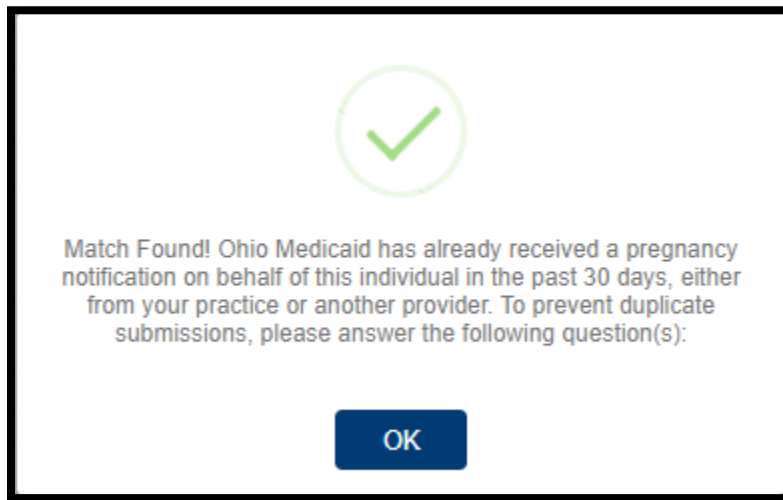 Match Found! Ohio Medicaid has already received a pregnancy
notification on behalf of this individual in the past 30 days, either
from your practice or another provider. To prevent duplicate
submissions, please answer the following question(s):
OK